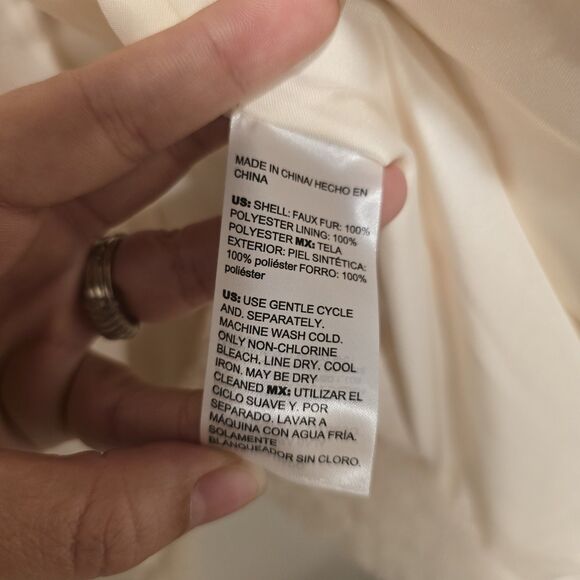 MADE IN CHINA/ HECHO EN
CHINA
US: SHELL: FAUX FUR: 100%
POLYESTER LINING: 100%
POLYESTER MX: TELA
EXTERIOR: PIEL SINTÉTICA:
100% poliéster FORRO: 100%
poliéster
US: USE GENTLE CYCLE
AND. SEPARATELY.
MACHINE WASH COLD.
ONLY NON-CHLORINE
BLEACH. LINE DRY. COOL
IRON. MAY BE DRY
CLEANED MX: UTILIZAR EL
CICLO SUAVE Y. POR
SEPARADO. LAVAR A
MÁQUINA CON AGUA FRÍA.
SOLAMENTE
BLANQUEADOR SIN CLORO.